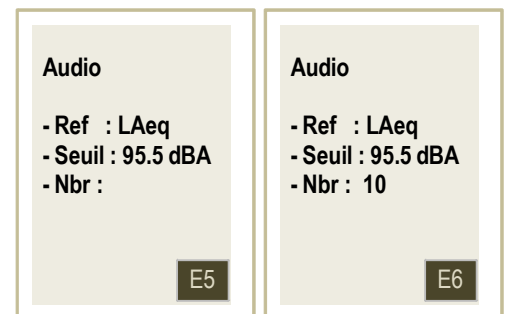 Audio
- Ref : LAeq
- Seuil : 95.5 dBA
- Nbr :
E5
Audio
- Ref : LAeq
- Seuil : 95.5 dBA
- Nbr : 10
E6